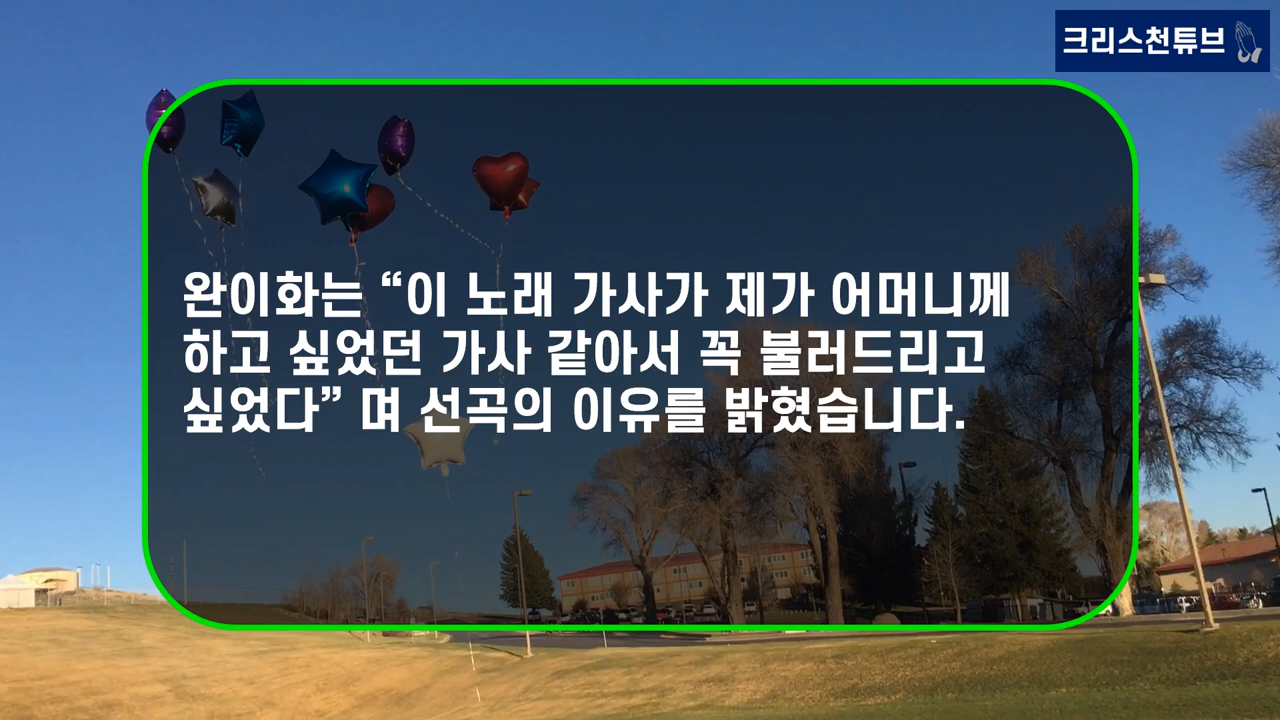 크리스천튜브
완이화는 “이 노래 가사가 제가 어머니께
하고 싶었던 가사 같아서 꼭 불러드리고
싶었다” 며 선곡의 이유를 밝혔습니다.